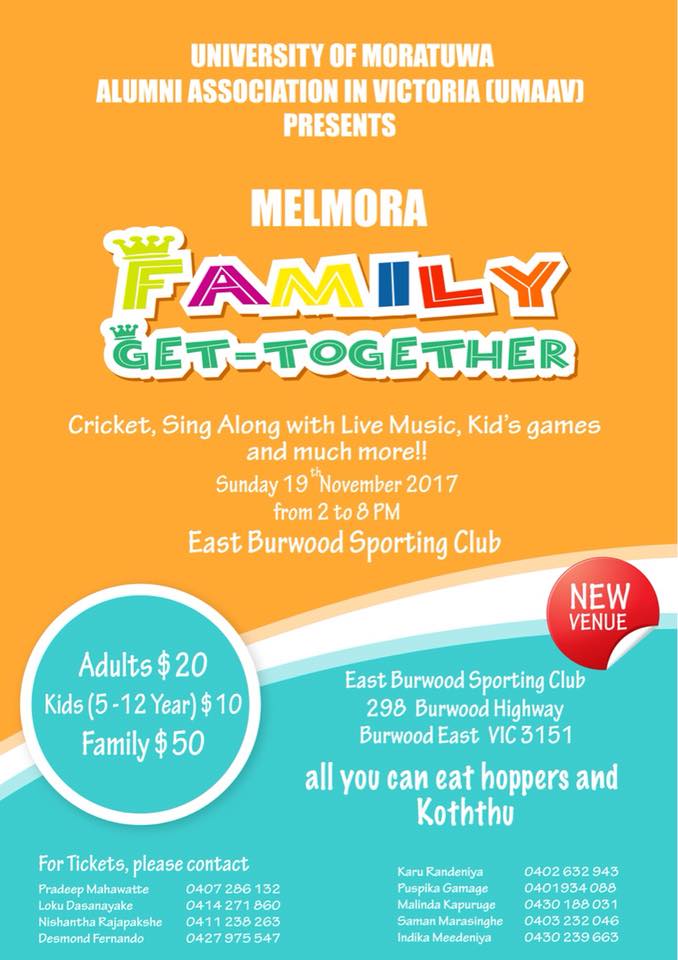 UNIVERSITY OF MORATUWA
ALUMNI ASSOCIATION IN VICTORIA (UMAAV)
PRESENTS
MELMORA
FAMILY
GET-TOGETHER
Cricket, Sing Along with Live Music, Kid's games
and much more!!
Sunday 19th November 2017
from 2 to 8 PM
East Burwood Sporting Club
NEW
VENUE
Adults $ 20
Kids (5 -12 Year) $ 10
Family $ 50
East Burwood Sporting Club
298 Burwood Highway
Burwood East VIC 3151
all you can eat hoppers and
Koththu
For Tickets, please contact
Pradeep Mahawatte 0407 286 132
Loku Dasanayake 0414 271 860
Nishantha Rajapakshe 0411 238 263
Desmond Fernando 0427 975 547
Karu Randeniya 0402 632 943
Puspika Gamage 0401934 088
Malinda Kapuruge 0430 188 031
Saman Marasinghe 0403 232 046
Indika Meedeniya 0430 239 663